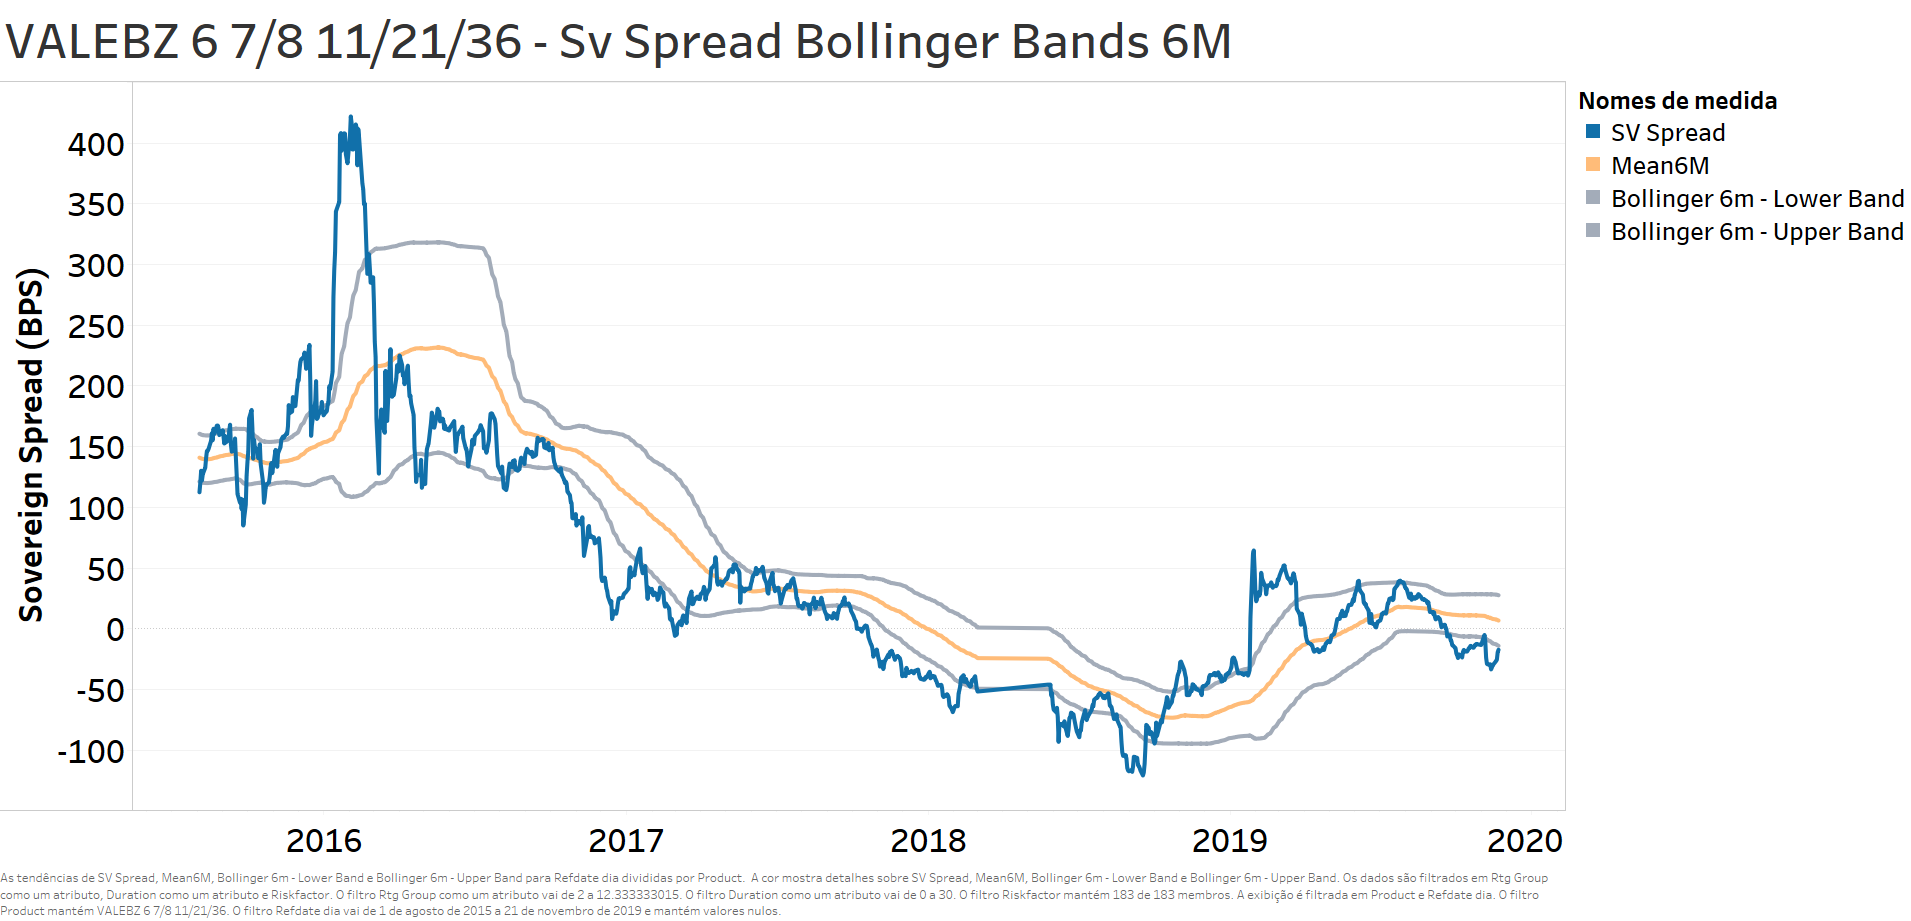 VALEBZ 6 7/8 11/21/36 - Sv Spread Bollinger Bands 6M
Nomes de medida
SV Spread
Mean6M
Bollinger 6m - Lower Band
Bollinger 6m - Upper Band
Sovereign Spread (BPS)
400
350
300
250
200
150
100
50
0
-50
-100
2016
2017
2018
2019
2020
As tendências de SV Spread, Mean6M, Bollinger 6m - Lower Band e Bollinger 6m - Upper Band para Refdate dia divididas por Product.  A cor mostra detalhes sobre SV Spread, Mean6M, Bollinger 6m - Lower Band e Bollinger 6m - Upper Band. Os dados são filtrados em Rtg Group
como um atributo, Duration como um atributo e Riskfactor. O filtro Rtg Group como um atributo vai de 2 a 12.333333015. O filtro Duration como um atributo vai de 0 a 30. O filtro Riskfactor mantém 183 de 183 membros. A exibição é filtrada em Product e Refdate dia. O filtro
Product mantém VALEBZ 6 7/8 11/21/36. O filtro Refdate dia vai de 1 de agosto de 2015 a 21 de novembro de 2019 e mantém valores nulos.